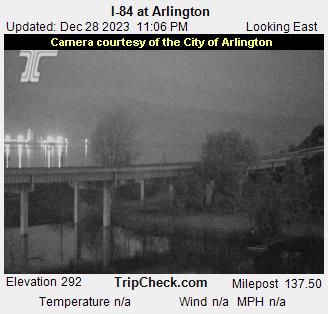 I-84 at Arlington
Updated: Dec 28 2023 11:06 PM Looking East
Camera courtesy of the City of Arlington
Elevation 292 TripCheck.com Milepost 137.50
Temperature n/a Wind n/a MPH n/a